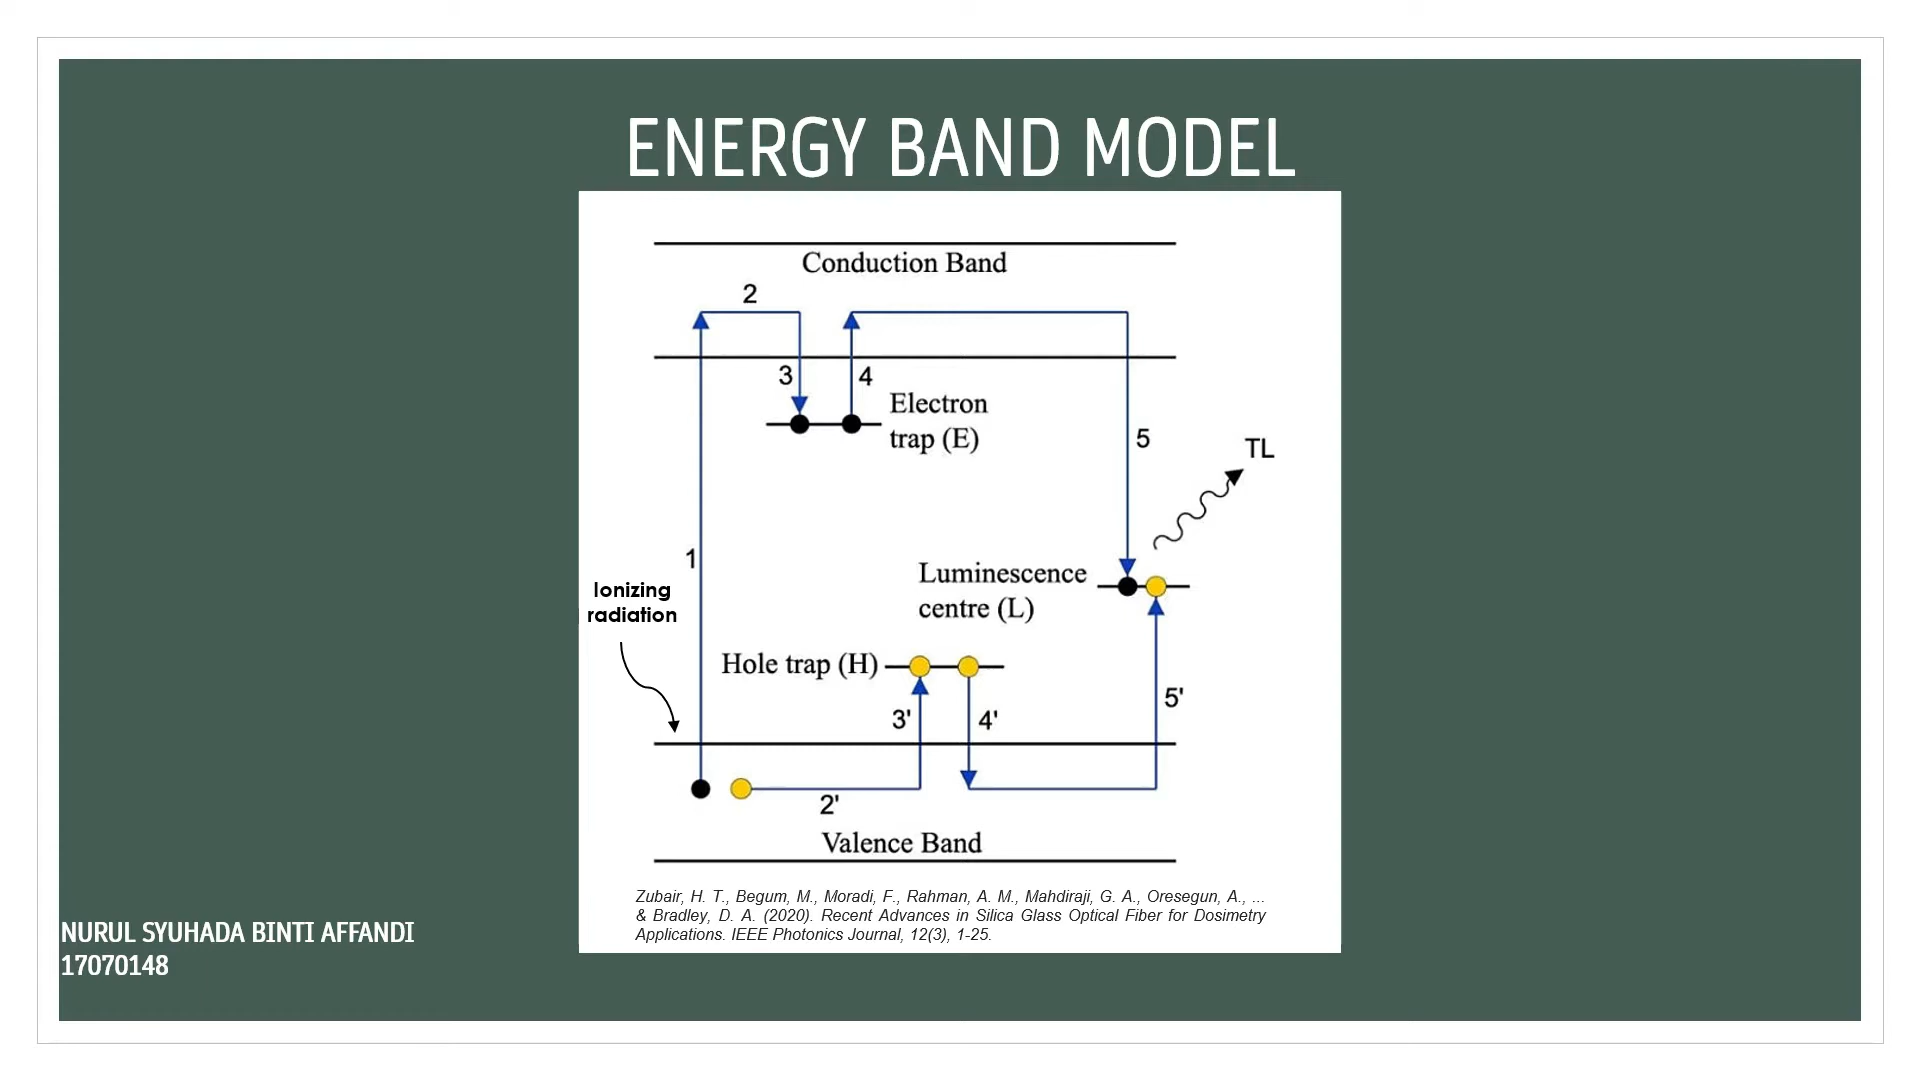 ENERGY BAND MODEL
Conduction Band
2
3
4
Electron
trap (E)
5
TL
1
Ionizing
radiation
Luminescence
centre (L)
Hole trap (H)
3'
4'
5'
2'
Valence Band
Zubair, H. T., Begum, M., Moradi, F., Rahman, A. M., Mahdiraji, G. A., Oresegun, A., ...
& Bradley, D. A. (2020). Recent Advances in Silica Glass Optical Fiber for Dosimetry
Applications. IEEE Photonics Journal, 12(3), 1-25.
NURUL SYUHADA BINTI AFFANDI
17070148